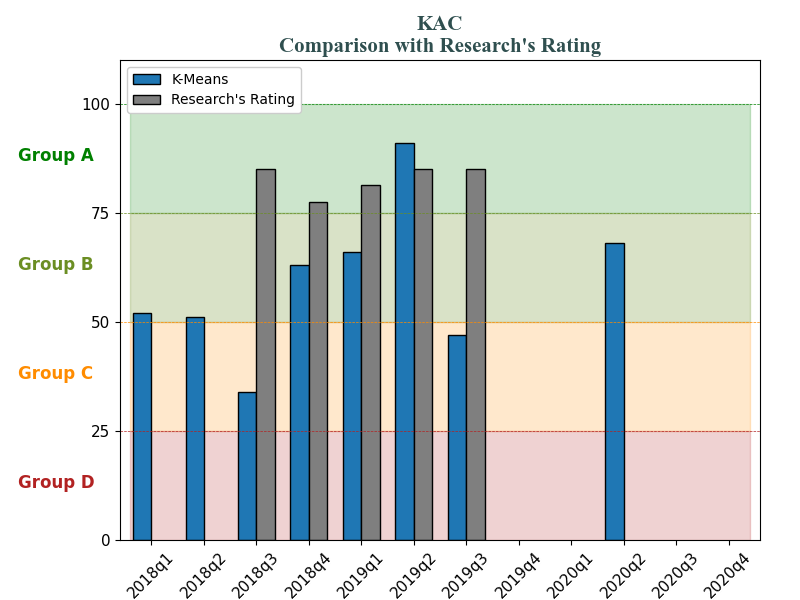 KAC
Comparison with Research's Rating
K-Means
Research's Rating
100
Group A
75
Group B
50
Group C
25
Group D
0
2018q1
2018q2
2018q3
2018q4
2019q1
2019q2
2019q3
2019q4
2020q1
2020q2
2020q3
2020q4